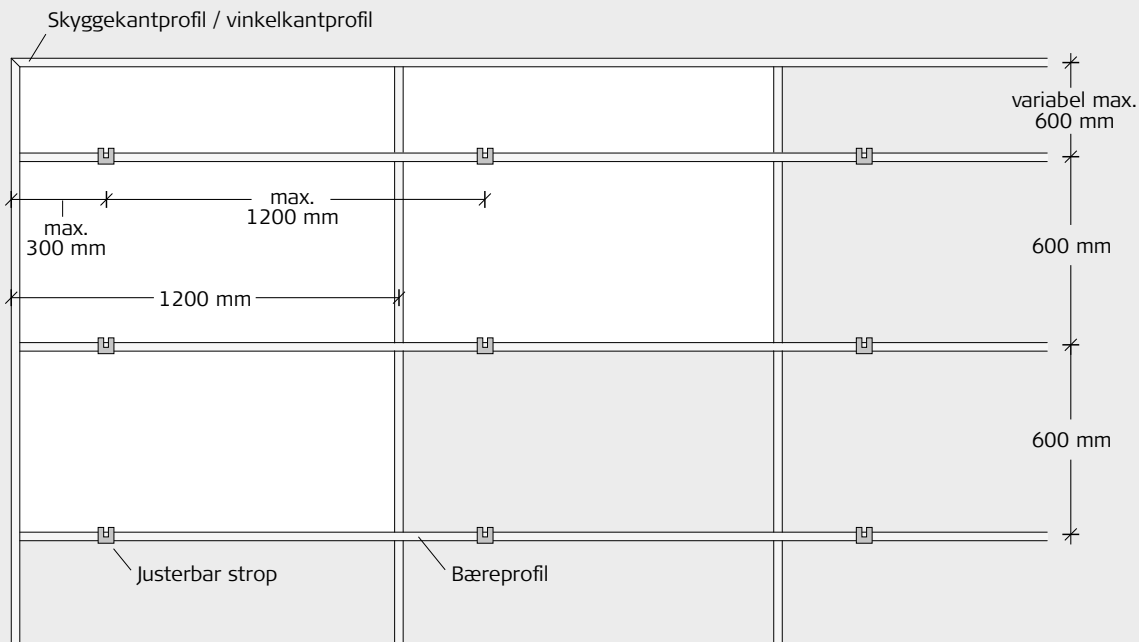 Skyggekantprofil / vinkelkantprofil
variabel max.
600 mm
max.
1200 mm
max.
300 mm
600 mm
1200 mm
600 mm
Justerbar strop
Bæreprofil